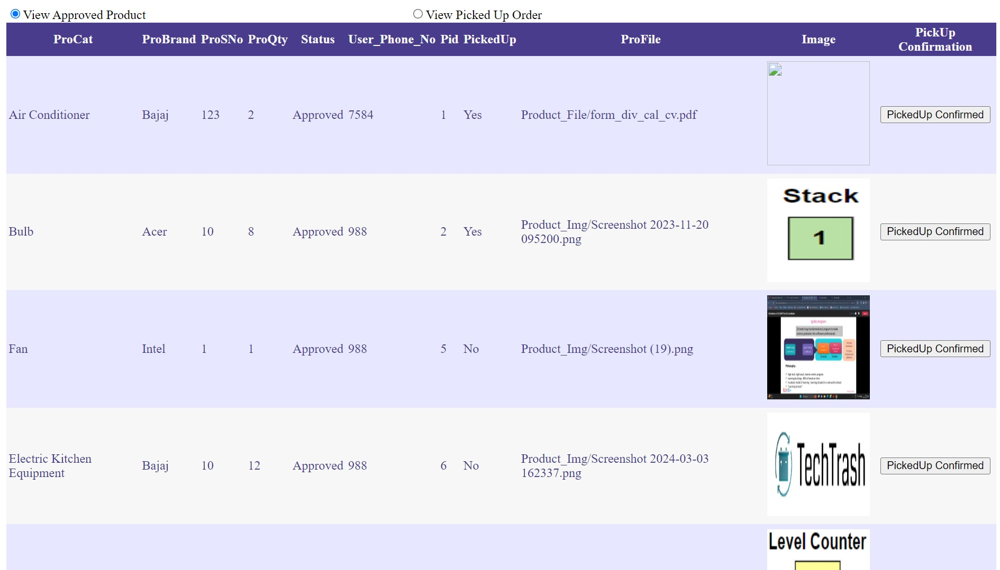 View Approved Product View Picked Up Order
ProCat ProBrand ProSNo ProQty Status User_Phone_No Pid PickedUp ProFile Image PickUp Confirmation
Air Conditioner Bajaj 123 2 Approved 7584 1 Yes Product_File/form_div_cal_cv.pdf PickedUp Confirmed
Bulb Acer 10 8 Approved 988 2 Yes Product_Img/Screenshot 2023-11-20 095200.png PickedUp Confirmed
Stack
1
Fan Intel 1 1 Approved 988 5 No Product_Img/Screenshot (19).png PickedUp Confirmed
Ignite program
Philosophy :
Electric Kitchen Equipment Bajaj 10 12 Approved 988 6 No Product_Img/Screenshot 2024-03-03 162337.png PickedUp Confirmed
TechTrash
Level Counter